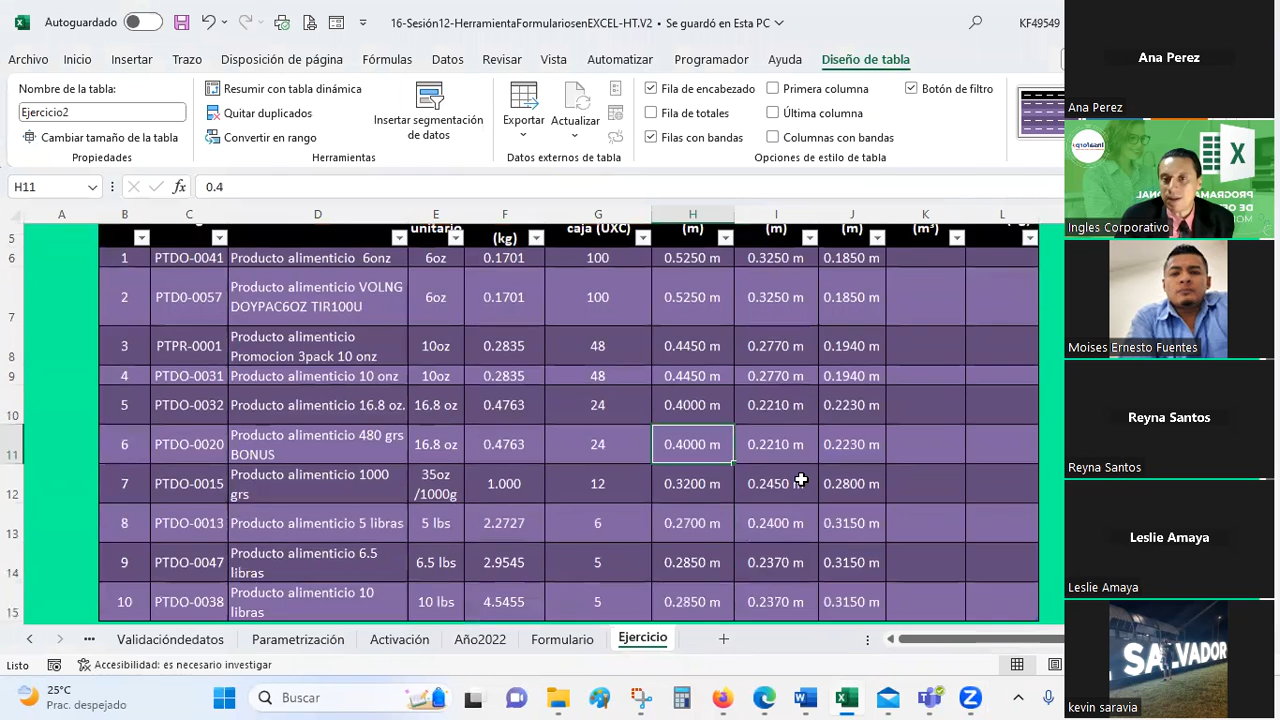 Autoguardado
16-Sesión12-HerramientaFormulariosenEXCEL-HT.V2 • Se guardó en Esta PC
KF49549
Archivo Inicio Insertar Trazo Disposición de página Fórmulas Datos Revisar Vista Automatizar Programador Ayuda Diseño de tabla
Nombre de la tabla:
Ejercicio2
Cambiar tamaño de la tabla
Propiedades
Resumir con tabla dinámica
Quitar duplicados
Convertir en rango
Herramientas
Insertar segmentación
de datos
Exportar
Actualizar
Datos externos de tabla
Fila de encabezado
Fila de totales
Filas con bandas
Primera columna
Última columna
Columnas con bandas
Botón de filtro
Opciones de estilo de tabla
H11
fx
0.4
A B C D E F G H I J K L
5 unitario (kg) caja (UXC) (m) (m) (m) (m³)
6 1 PTDO-0041 Producto alimenticio 6onz 6oz 0.1701 100 0.5250 m 0.3250 m 0.1850 m
7 2 PTD0-0057 Producto alimenticio VOLNG DOYPAC6OZ TIR100U 6oz 0.1701 100 0.5250 m 0.3250 m 0.1850 m
8 3 PTPR-0001 Producto alimenticio Promocion 3pack 10 onz 10oz 0.2835 48 0.4450 m 0.2770 m 0.1940 m
9 4 PTDO-0031 Producto alimenticio 10 onz 10oz 0.2835 48 0.4450 m 0.2770 m 0.1940 m
10 5 PTDO-0032 Producto alimenticio 16.8 oz. 16.8 oz 0.4763 24 0.4000 m 0.2210 m 0.2230 m
11 6 PTDO-0020 Producto alimenticio 480 grs BONUS 16.8 oz 0.4763 24 0.4000 m 0.2210 m 0.2230 m
12 7 PTDO-0015 Producto alimenticio 1000 grs 35oz /1000g 1.000 12 0.3200 m 0.2450 m 0.2800 m
13 8 PTDO-0013 Producto alimenticio 5 libras 5 lbs 2.2727 6 0.2700 m 0.2400 m 0.3150 m
14 9 PTDO-0047 Producto alimenticio 6.5 libras 6.5 lbs 2.9545 5 0.2850 m 0.2370 m 0.3150 m
15 10 PTDO-0038 Producto alimenticio 10 libras 10 lbs 4.5455 5 0.2850 m 0.2370 m 0.3150 m
Validacióndedatos Parametrización Activación Año2022 Formulario Ejercicio
Listo
Accesibilidad: es necesario investigar
25°C
Prac. despejado
Buscar
Ana Perez
Ana Perez
Ingles Corporativo
Moises Ernesto Fuentes
Reyna Santos
Reyna Santos
Leslie Amaya
Leslie Amaya
SALVADOR
kevin saravia